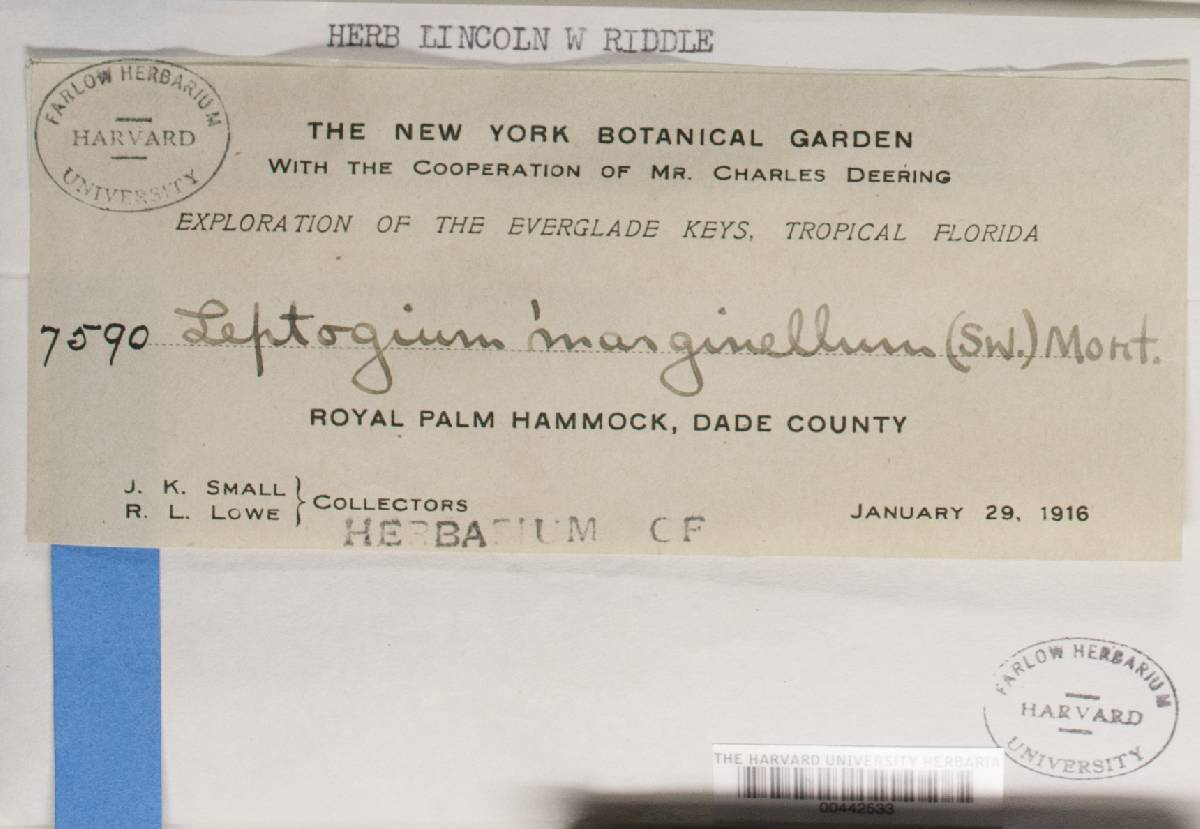 HERB LINCOLN W RIDDLE
FARLOW HERBARIUM
HARVARD
UNIVERSITY
THE NEW YORK BOTANICAL GARDEN
WITH THE COOPERATION OF MR. CHARLES DEERING
EXPLORATION OF THE EVERGLADE KEYS, TROPICAL FLORIDA
7590 Leptogium marginellum (Sw.) Mont.
ROYAL PALM HAMMOCK, DADE COUNTY
J. K. SMALL
R. L. LOWE } COLLECTORS
JANUARY 29, 1916
HERBARIUM OF
FARLOW HERBARIUM
HARVARD
UNIVERSITY
THE HARVARD UNIVERSITY HERBARIA
00442533